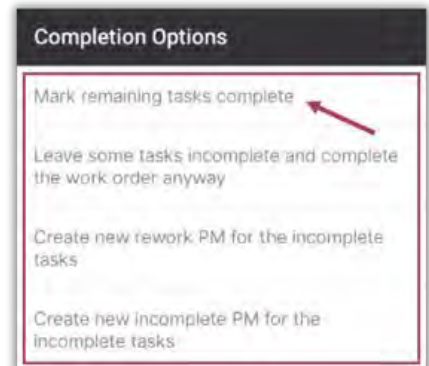 Completion Options
Mark remaining tasks complete
Leave some tasks incomplete and complete
the work order anyway
Create new rework PM for the incomplete
tasks
Create new incomplete PM for the
incomplete tasks